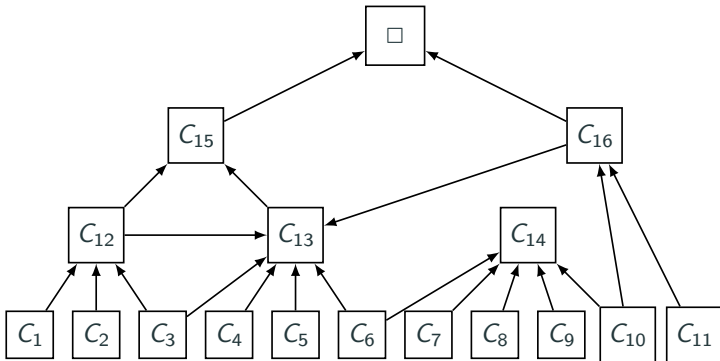 □
C₁₅ C₁₆
C₁₂ C₁₃ C₁₄
C₁ C₂ C₃ C₄ C₅ C₆ C₇ C₈ C₉ C₁₀ C₁₁